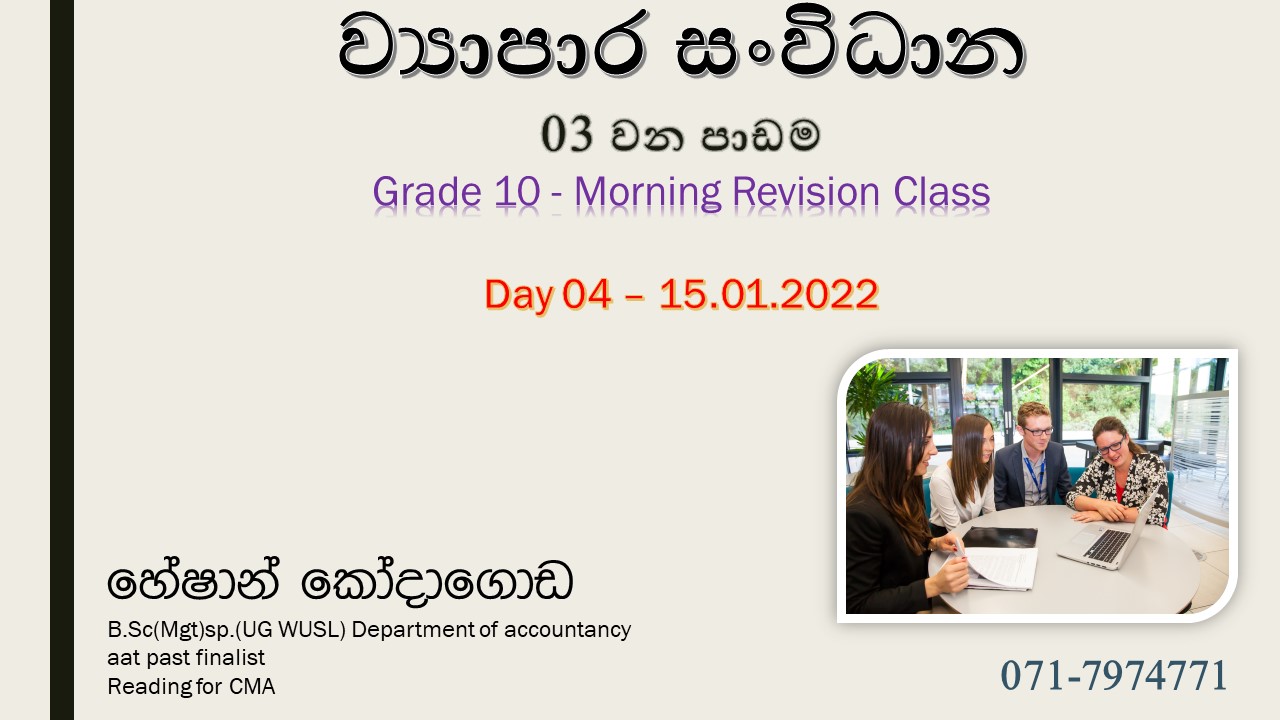 ව්‍යාපාර සංවිධාන
03 වන පාඩම
Grade 10 - Morning Revision Class
Day 04 – 15.01.2022
හේෂාන් කෝදාගොඩ
B.Sc(Mgt)sp.(UG WUSL) Department of accountancy
aat past finalist
Reading for CMA
071-7974771